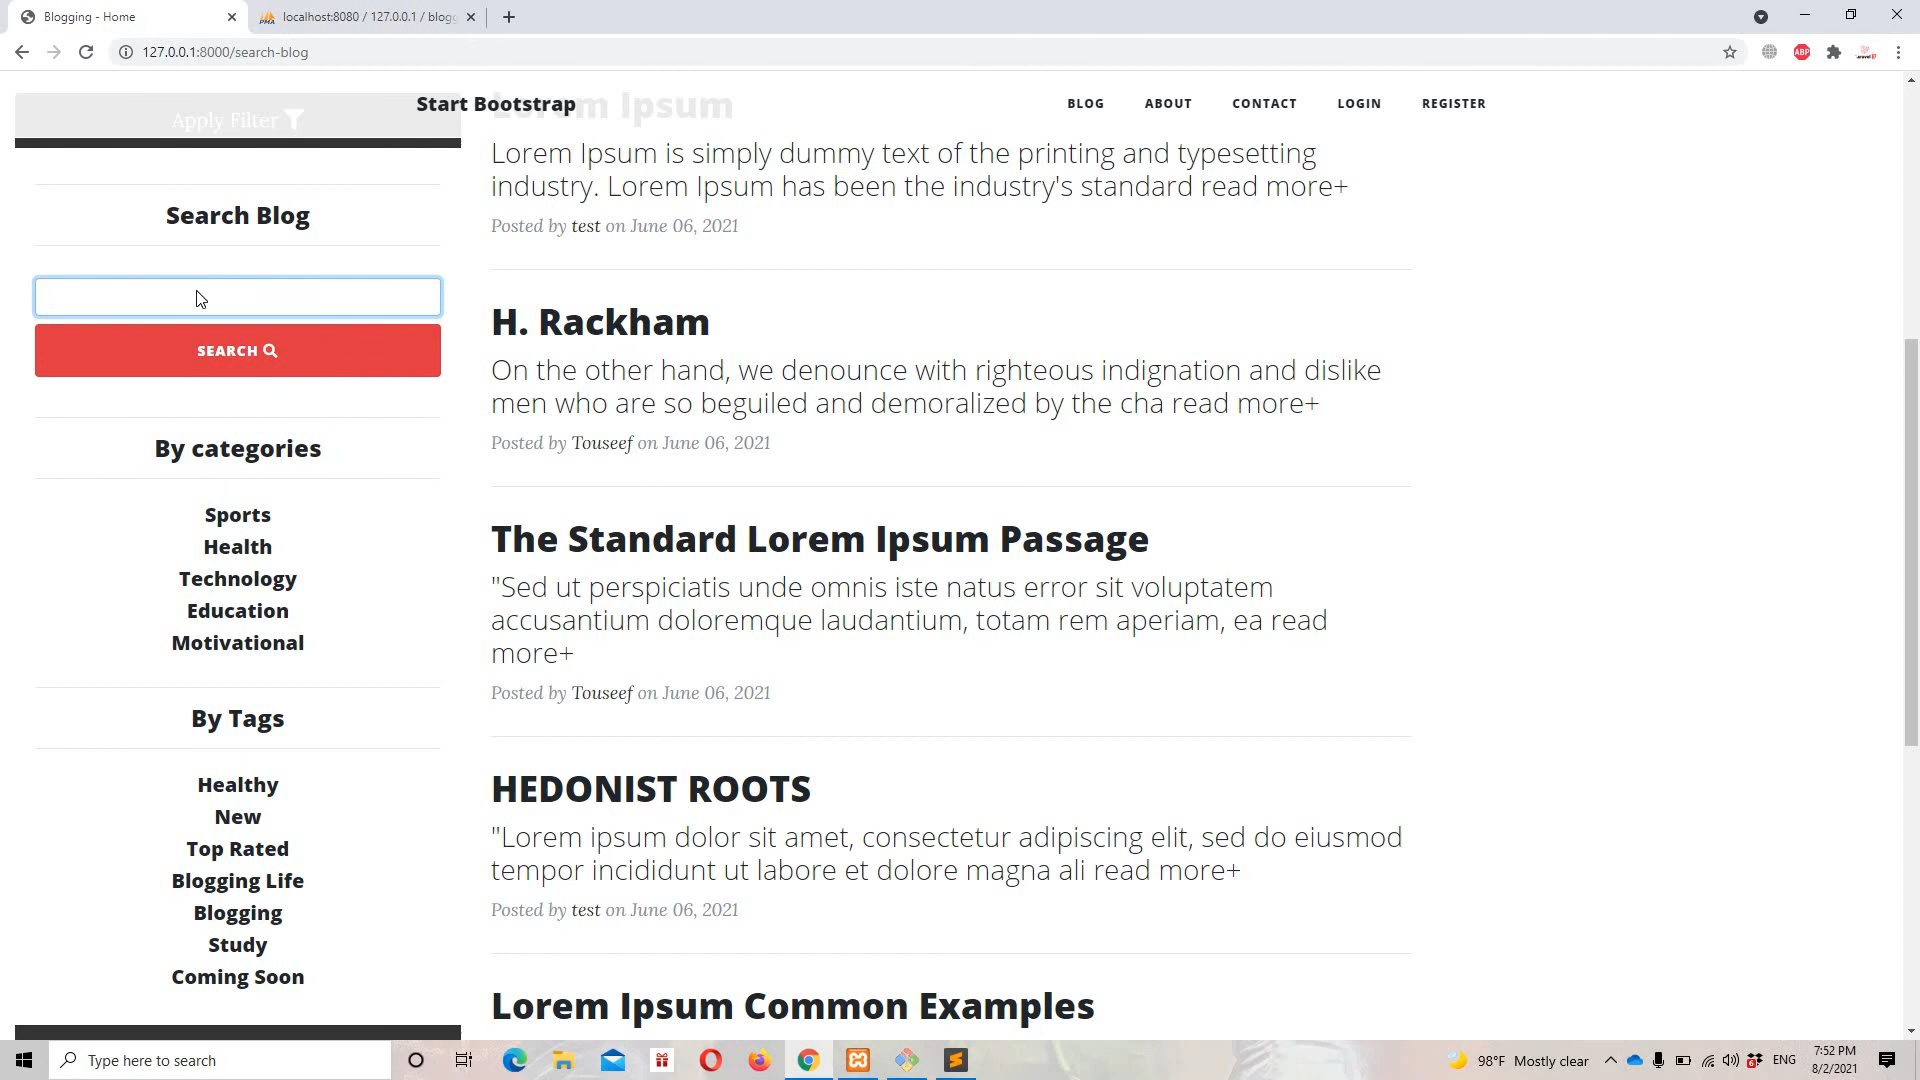 Blogging - Home
localhost:8080 / 127.0.0.1 / blogg
127.0.0.1:8000/search-blog
ABP
Start Bootstrap
BLOG
ABOUT
CONTACT
LOGIN
REGISTER
Apply Filter
Search Blog
SEARCH
By categories
Sports
Health
Technology
Education
Motivational
By Tags
Healthy
New
Top Rated
Blogging Life
Blogging
Study
Coming Soon
Lorem Ipsum
Lorem Ipsum is simply dummy text of the printing and typesetting
industry. Lorem Ipsum has been the industry's standard read more+
Posted by test on June 06, 2021
H. Rackham
On the other hand, we denounce with righteous indignation and dislike
men who are so beguiled and demoralized by the cha read more+
Posted by Touseef on June 06, 2021
The Standard Lorem Ipsum Passage
"Sed ut perspiciatis unde omnis iste natus error sit voluptatem
accusantium doloremque laudantium, totam rem aperiam, ea read
more+
Posted by Touseef on June 06, 2021
HEDONIST ROOTS
"Lorem ipsum dolor sit amet, consectetur adipiscing elit, sed do eiusmod
tempor incididunt ut labore et dolore magna ali read more+
Posted by test on June 06, 2021
Lorem Ipsum Common Examples
Type here to search
98°F Mostly clear
ENG
7:52 PM
8/2/2021